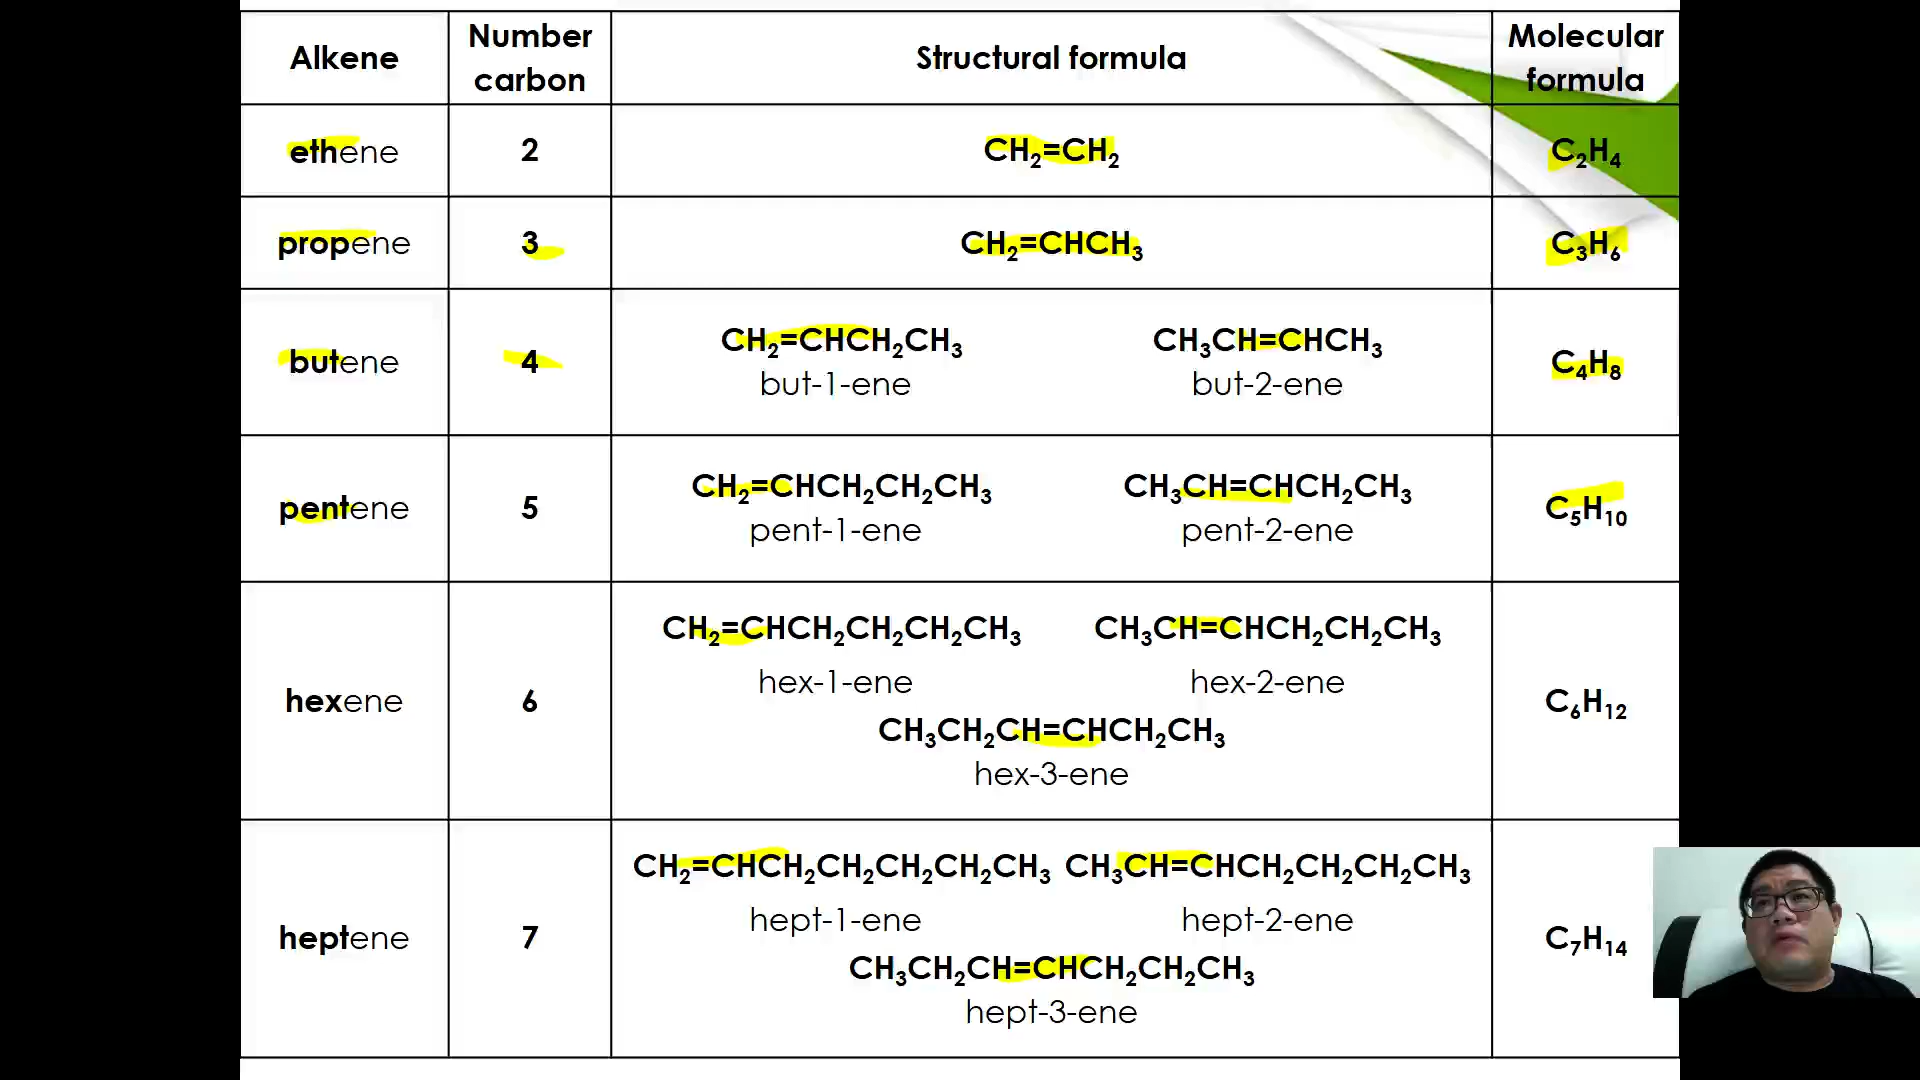 Alkene
Number carbon
Structural formula
Molecular formula
ethene
2
CH₂=CH₂
C₂H₄
propene
3
CH₂=CHCH₃
C₃H₆
butene
4
CH₂=CHCH₂CH₃ CH₃CH=CHCH₃
but-1-ene but-2-ene
C₄H₈
pentene
5
CH₂=CHCH₂CH₂CH₃ CH₃CH=CHCH₂CH₃
pent-1-ene pent-2-ene
C₅H₁₀
hexene
6
CH₂=CHCH₂CH₂CH₂CH₃ CH₃CH=CHCH₂CH₂CH₃
hex-1-ene hex-2-ene
CH₃CH₂CH=CHCH₂CH₃
hex-3-ene
C₆H₁₂
heptene
7
CH₂=CHCH₂CH₂CH₂CH₂CH₃ CH₃CH=CHCH₂CH₂CH₂CH₃
hept-1-ene hept-2-ene
CH₃CH₂CH=CHCH₂CH₂CH₃
hept-3-ene
C₇H₁₄